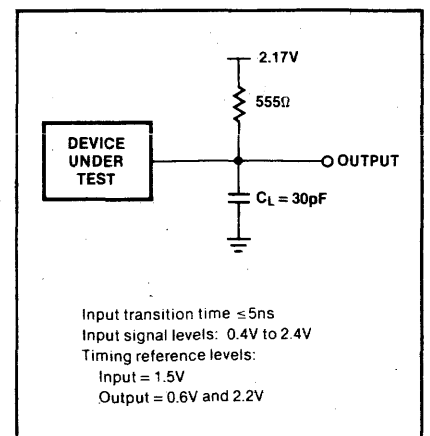 2.17V
555Ω
DEVICE
UNDER
TEST
OUTPUT
CL = 30pF
Input transition time ≤5ns
Input signal levels: 0.4V to 2.4V
Timing reference levels:
Input = 1.5V
Output = 0.6V and 2.2V